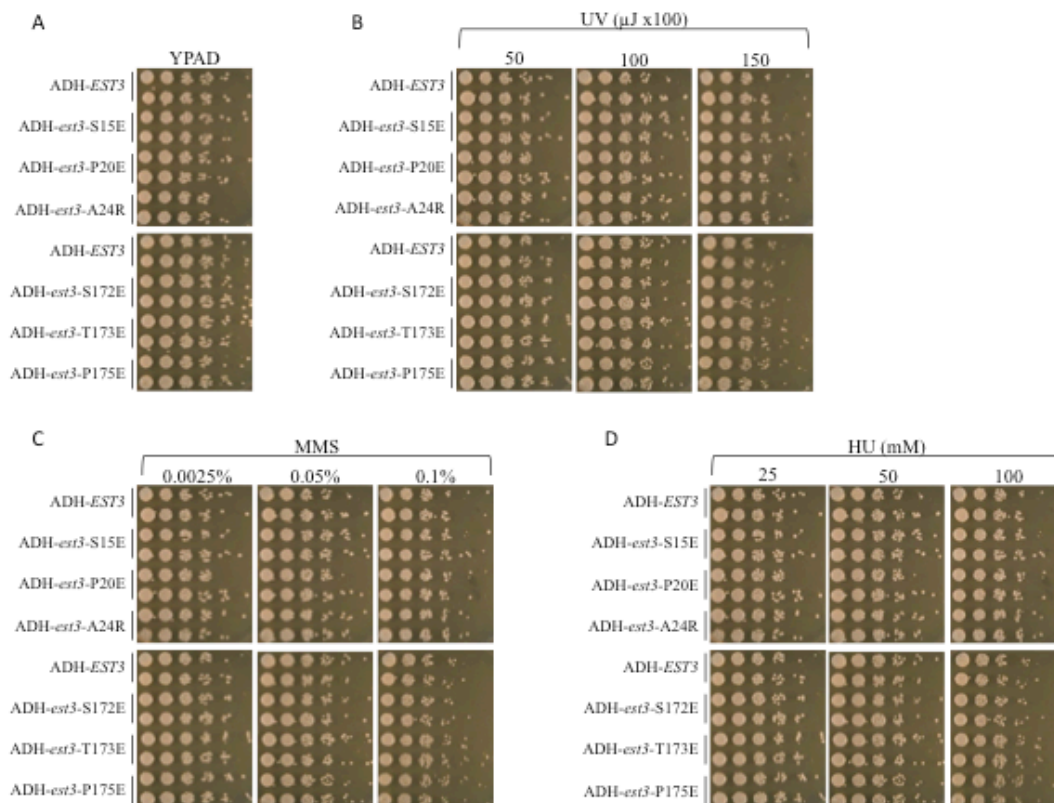 A
YPAD
ADH-EST3
ADH-est3-S15E
ADH-est3-P20E
ADH-est3-A24R
ADH-EST3
ADH-est3-S172E
ADH-est3-T173E
ADH-est3-P175E
B
UV (µJ x100)
50 100 150
ADH-EST3
ADH-est3-S15E
ADH-est3-P20E
ADH-est3-A24R
ADH-EST3
ADH-est3-S172E
ADH-est3-T173E
ADH-est3-P175E
C
MMS
0.0025% 0.05% 0.1%
ADH-EST3
ADH-est3-S15E
ADH-est3-P20E
ADH-est3-A24R
ADH-EST3
ADH-est3-S172E
ADH-est3-T173E
ADH-est3-P175E
D
HU (mM)
25 50 100
ADH-EST3
ADH-est3-S15E
ADH-est3-P20E
ADH-est3-A24R
ADH-EST3
ADH-est3-S172E
ADH-est3-T173E
ADH-est3-P175E